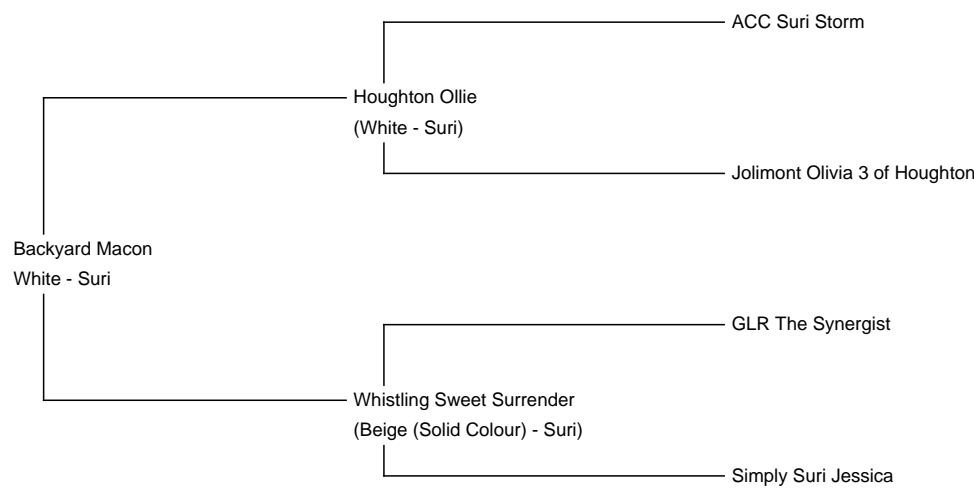 ACC Suri Storm
Houghton Ollie
(White - Suri)
Jolimont Olivia 3 of Houghton
Backyard Macon
White - Suri
GLR The Synergist
Whistling Sweet Surrender
(Beige (Solid Colour) - Suri)
Simply Suri Jessica